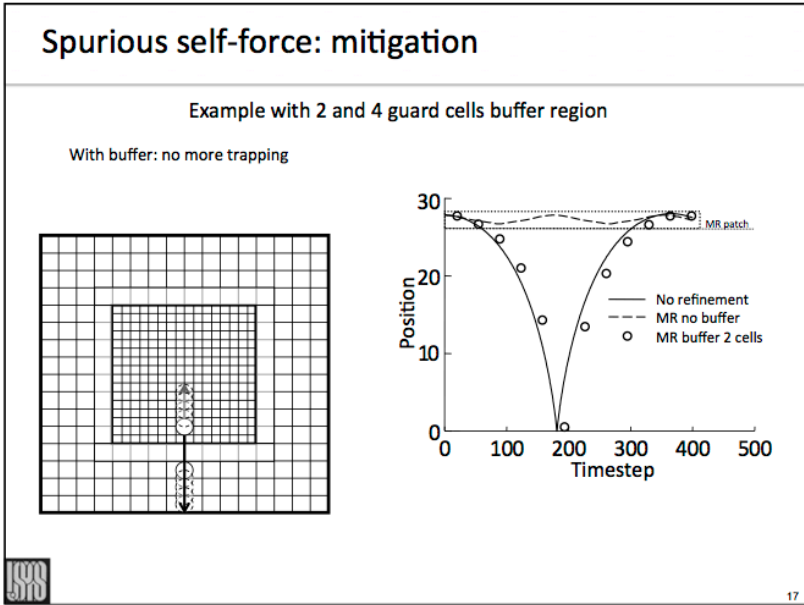 Spurious self-force: mitigation
Example with 2 and 4 guard cells buffer region
With buffer: no more trapping
30
20
10
0
Position
MR patch
No refinement
MR no buffer
MR buffer 2 cells
0 100 200 300 400 500
Timestep
17